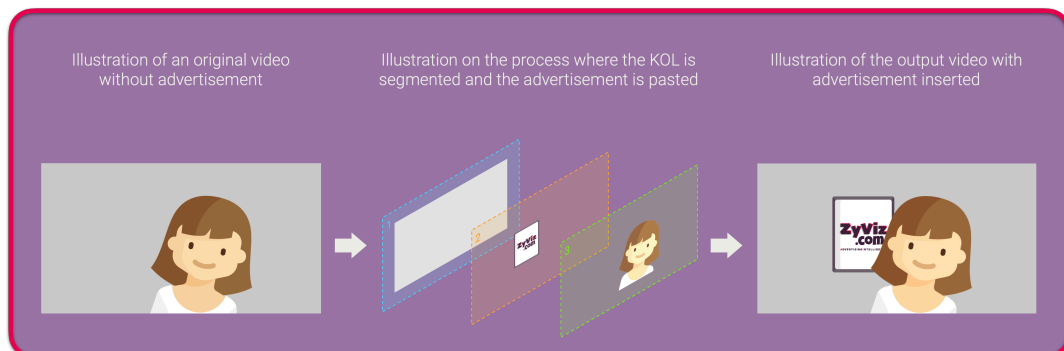 Illustration of an original video
without advertisement
Illustration on the process where the KOL is
segmented and the advertisement is pasted
Illustration of the output video with
advertisement inserted
1
2
ZyViz
.com
3
ZyViz
.com